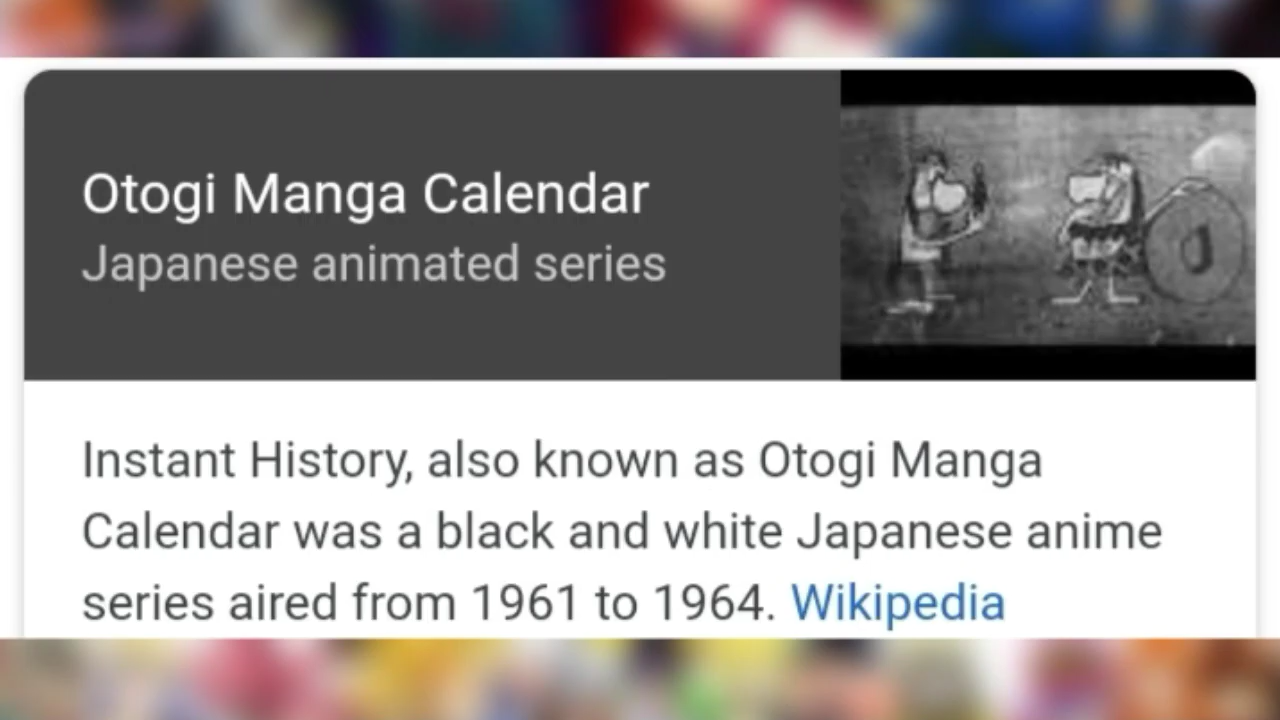 Otogi Manga Calendar
Japanese animated series
Instant History, also known as Otogi Manga
Calendar was a black and white Japanese anime
series aired from 1961 to 1964. Wikipedia